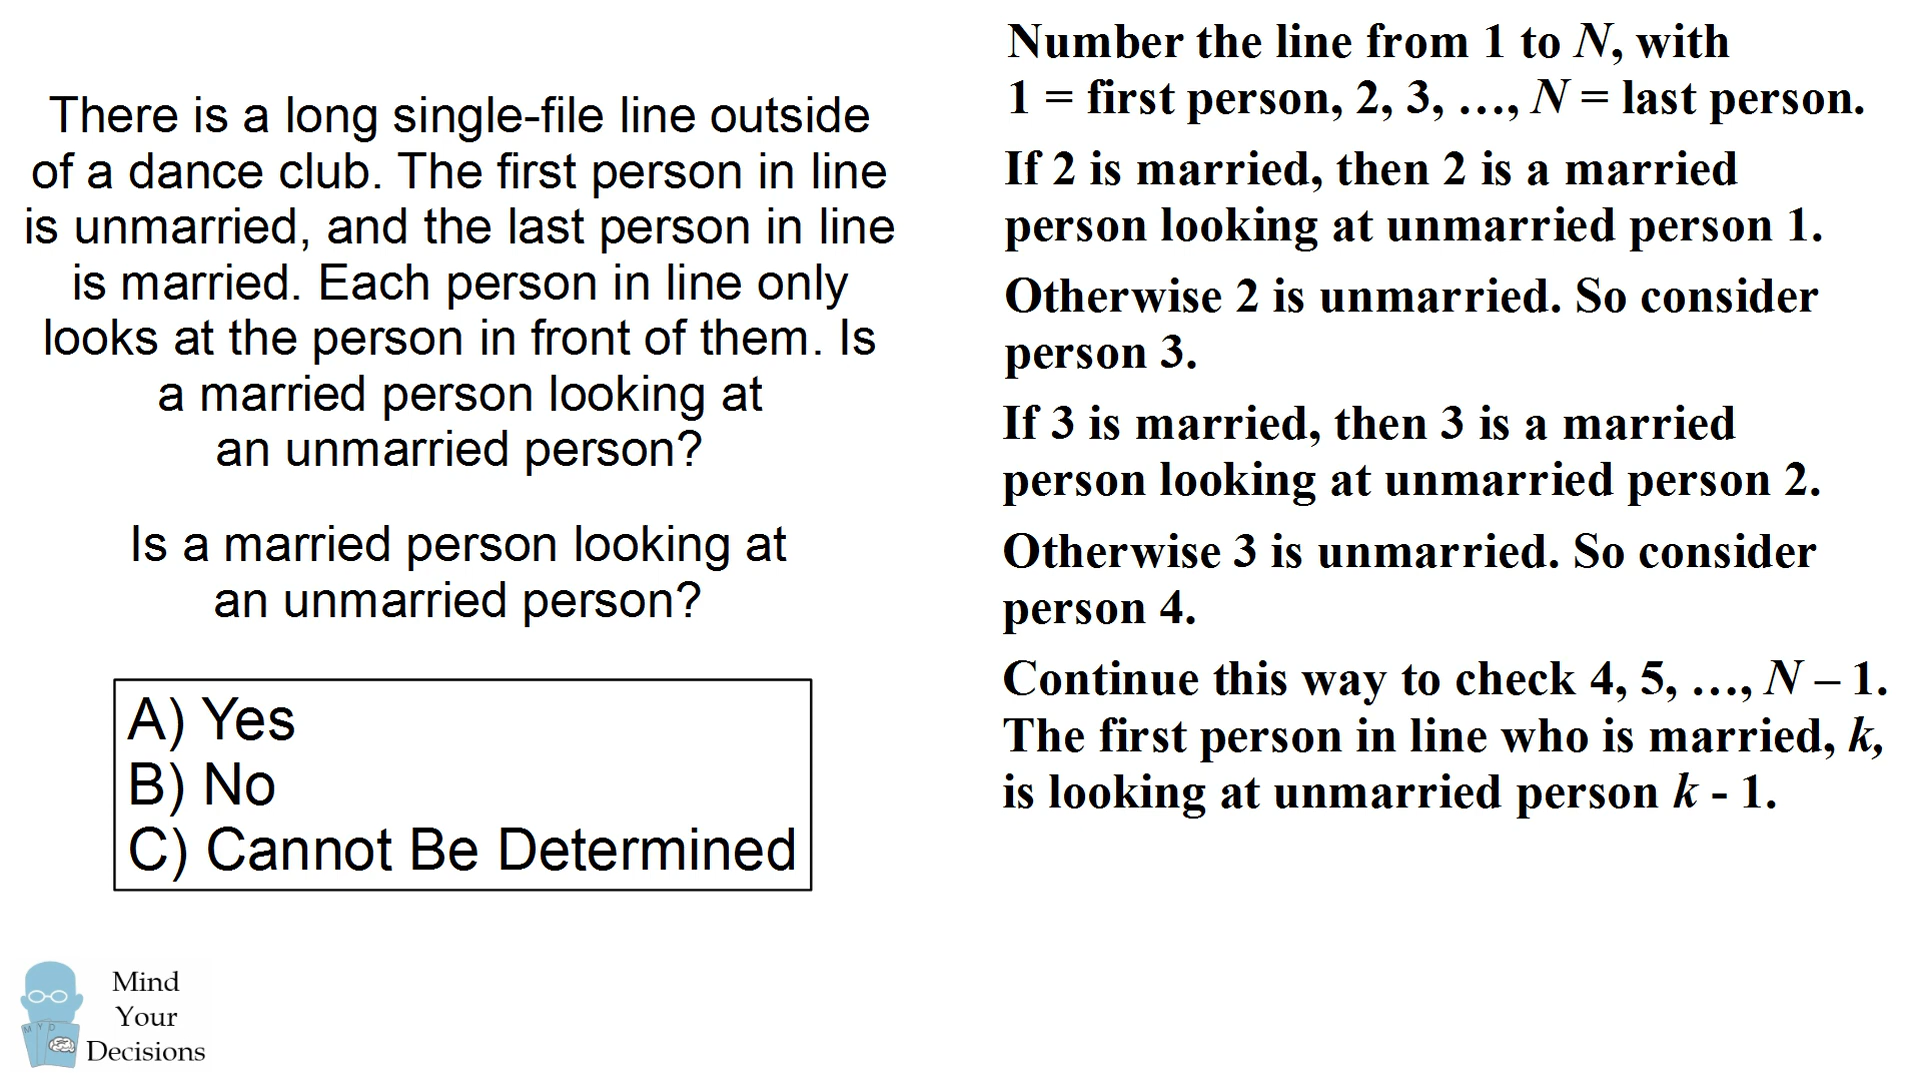 There is a long single-file line outside
of a dance club. The first person in line
is unmarried, and the last person in line
is married. Each person in line only
looks at the person in front of them. Is
a married person looking at
an unmarried person?
Is a married person looking at
an unmarried person?
A) Yes
B) No
C) Cannot Be Determined
Number the line from 1 to N, with
1 = first person, 2, 3, …, N = last person.
If 2 is married, then 2 is a married
person looking at unmarried person 1.
Otherwise 2 is unmarried. So consider
person 3.
If 3 is married, then 3 is a married
person looking at unmarried person 2.
Otherwise 3 is unmarried. So consider
person 4.
Continue this way to check 4, 5, …, N – 1.
The first person in line who is married, k,
is looking at unmarried person k - 1.
M Y D
Mind
Your
Decisions